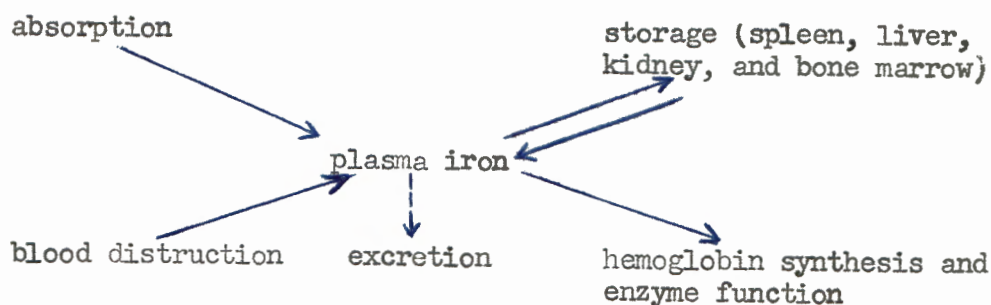 absorption
storage (spleen, liver,
kidney, and bone marrow)
plasma iron
blood distruction
excretion
hemoglobin synthesis and
enzyme function